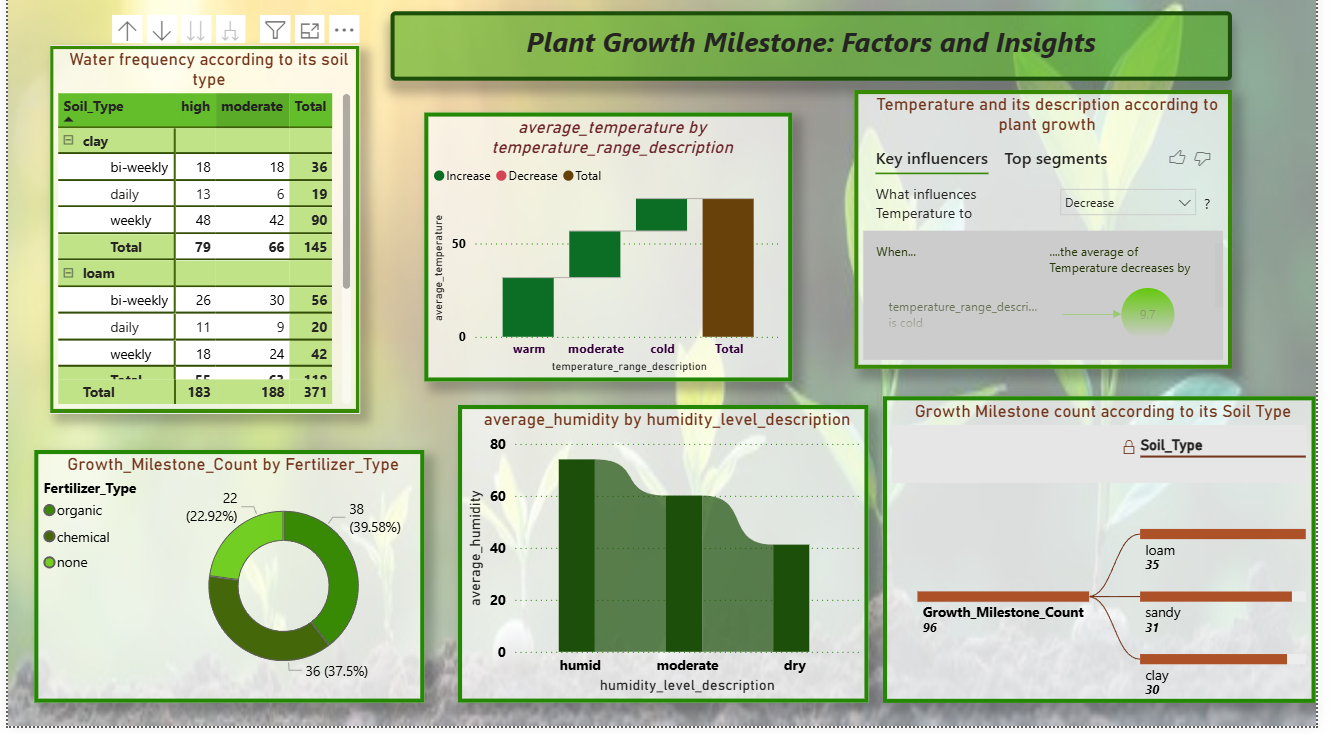 Plant Growth Milestone: Factors and Insights
Water frequency according to its soil
type
Soil_Type high moderate Total
clay
bi-weekly 18 18 36
daily 13 6 19
weekly 48 42 90
Total 79 66 145
loam
bi-weekly 26 30 56
daily 11 9 20
weekly 18 24 42
Total 55 63 118
Total 183 188 371
average_temperature by
temperature_range_description
Increase Decrease Total
average_temperature
50
0
warm moderate cold Total
temperature_range_description
Temperature and its description according to
plant growth
Key influencers Top segments
What influences
Temperature to
Decrease
?
When...
....the average of
Temperature decreases by
temperature_range_descri...
is cold
9.7
Growth_Milestone_Count by Fertilizer_Type
Fertilizer_Type
organic
chemical
none
22
(22.92%)
38
(39.58%)
36 (37.5%)
average_humidity by humidity_level_description
average_humidity
80
60
40
20
0
humid moderate dry
humidity_level_description
Growth Milestone count according to its Soil Type
Soil_Type
Growth_Milestone_Count
96
loam
35
sandy
31
clay
30